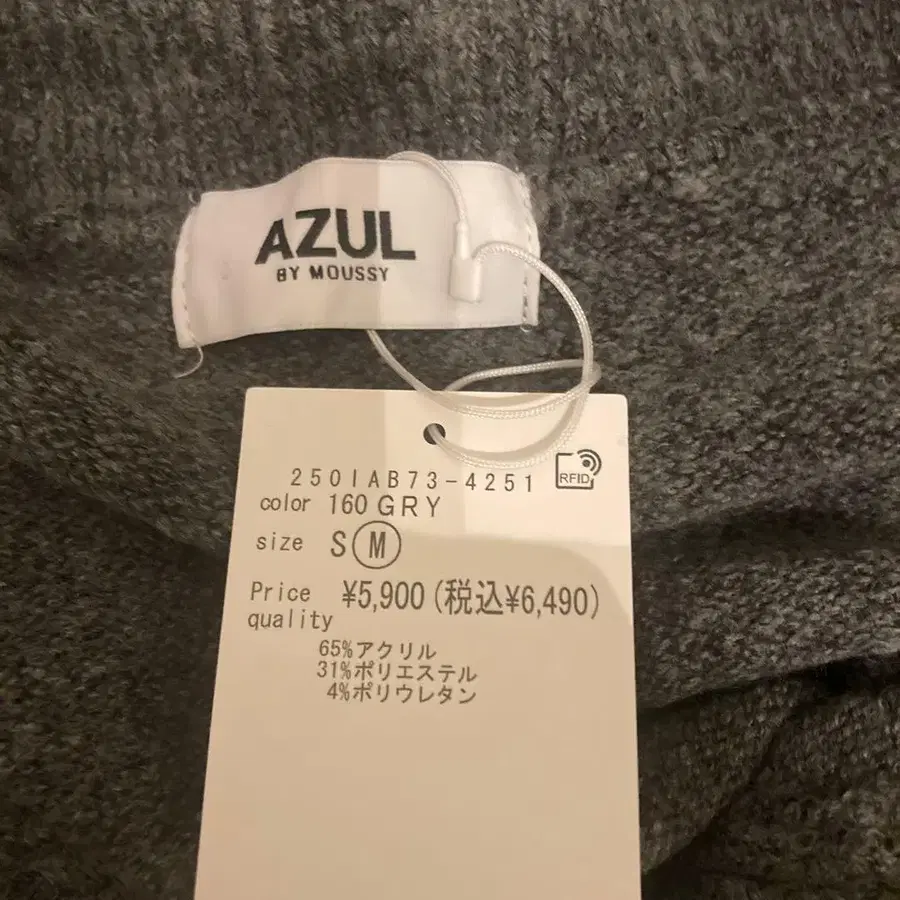 AZUL
BY MOUSSY
250IAB73-4251
RFID
color 160 GRY
size S M
Price ¥5,900 (税込¥6,490)
quality
65%アクリル
31%ポリエステル
4%ポリウレタン